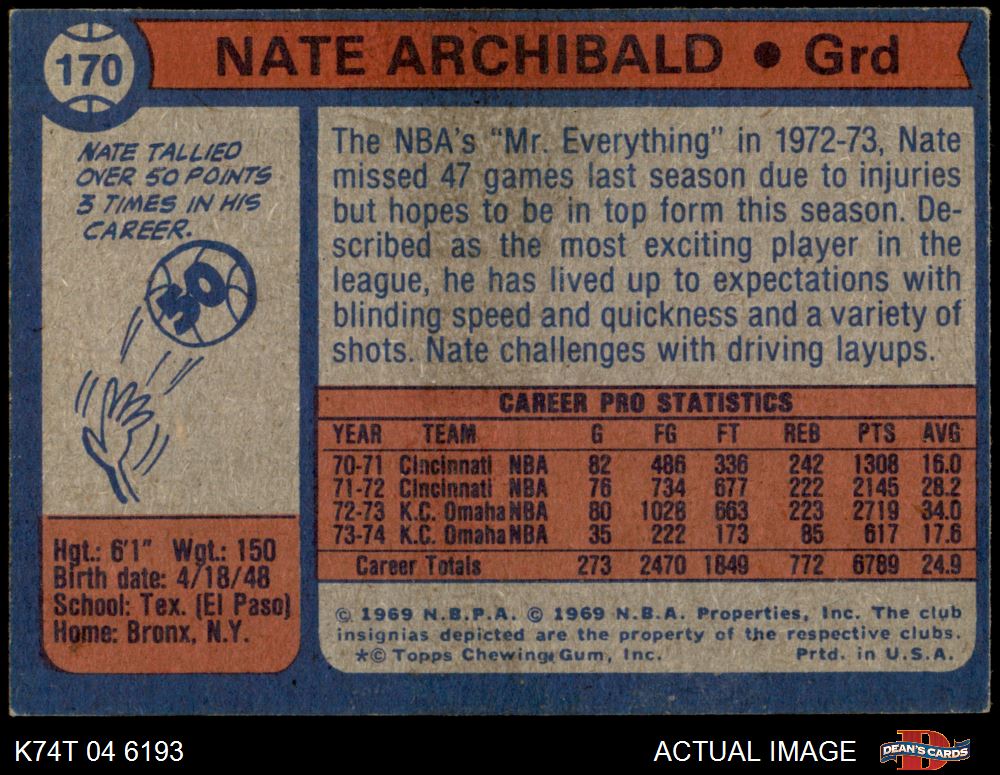 170
NATE ARCHIBALD • Grd
NATE TALLIED
OVER 50 POINTS
3 TIMES IN HIS
CAREER.
50
The NBA's "Mr. Everything" in 1972-73, Nate
missed 47 games last season due to injuries
but hopes to be in top form this season. De-
scribed as the most exciting player in the
league, he has lived up to expectations with
blinding speed and quickness and a variety of
shots. Nate challenges with driving layups.
CAREER PRO STATISTICS
YEAR TEAM G FG FT REB PTS AVG
70-71 Cincinnati NBA 82 486 336 242 1308 16.0
71-72 Cincinnati NBA 76 734 677 222 2145 28.2
72-73 K.C. Omaha NBA 80 1028 663 223 2719 34.0
73-74 K.C. Omaha NBA 35 222 173 85 617 17.6
Career Totals 273 2470 1849 772 6789 24.9
Hgt.: 6'1" Wgt.: 150
Birth date: 4/18/48
School: Tex. (El Paso)
Home: Bronx, N.Y.
© 1969 N.B.P.A. © 1969 N.B.A. Properties, Inc. The club
insignias depicted are the property of the respective clubs.
*© Topps Chewing Gum, Inc. Prtd. in U.S.A.
K74T 04 6193
ACTUAL IMAGE
DEAN'S CARDS